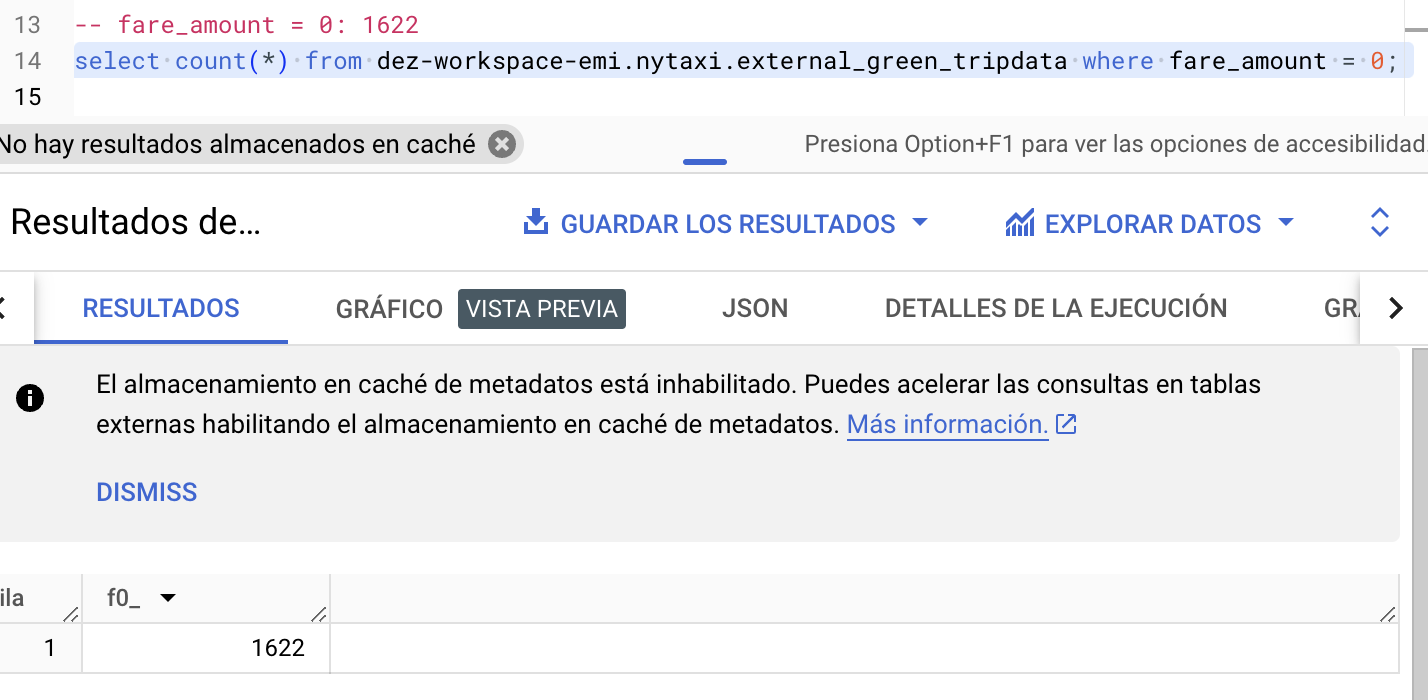 13 -- fare_amount = 0: 1622
14 select count(*) from dez-workspace-emi.nytaxi.external_green_tripdata where fare_amount = 0;
15
No hay resultados almacenados en caché
Presiona Option+F1 para ver las opciones de accesibilidad
Resultados de... GUARDAR LOS RESULTADOS EXPLORAR DATOS
RESULTADOS GRÁFICO VISTA PREVIA JSON DETALLES DE LA EJECUCIÓN
El almacenamiento en caché de metadatos está inhabilitado. Puedes acelerar las consultas en tablas
externas habilitando el almacenamiento en caché de metadatos. Más información.
DISMISS
ila f0_
1 1622